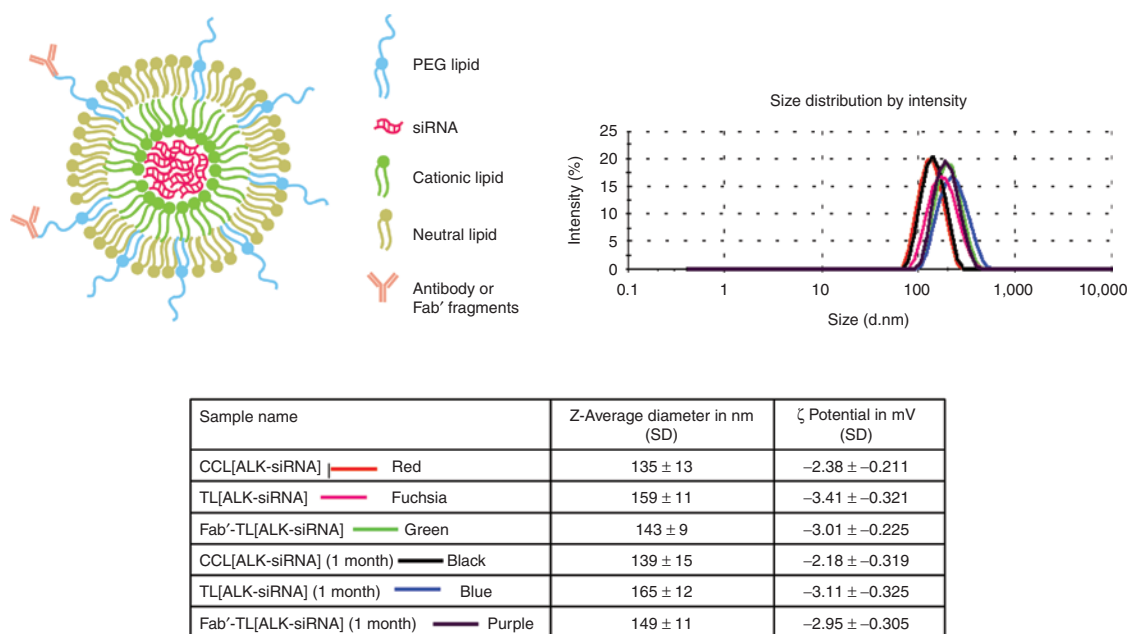 PEG lipid
siRNA
Cationic lipid
Neutral lipid
Antibody or
Fab′ fragments
Size distribution by intensity
Intensity (%)
25
20
15
10
5
0
0.1
1
10
100
1,000
10,000
Size (d.nm)
Sample name
Z-Average diameter in nm
(SD)
ζ Potential in mV
(SD)
CCL[ALK-siRNA] Red 135 ± 13 −2.38 ± −0.211
TL[ALK-siRNA] Fuchsia 159 ± 11 −3.41 ± −0.321
Fab′-TL[ALK-siRNA] Green 143 ± 9 −3.01 ± −0.225
CCL[ALK-siRNA] (1 month) Black 139 ± 15 −2.18 ± −0.319
TL[ALK-siRNA] (1 month) Blue 165 ± 12 −3.11 ± −0.325
Fab′-TL[ALK-siRNA] (1 month) Purple 149 ± 11 −2.95 ± −0.305